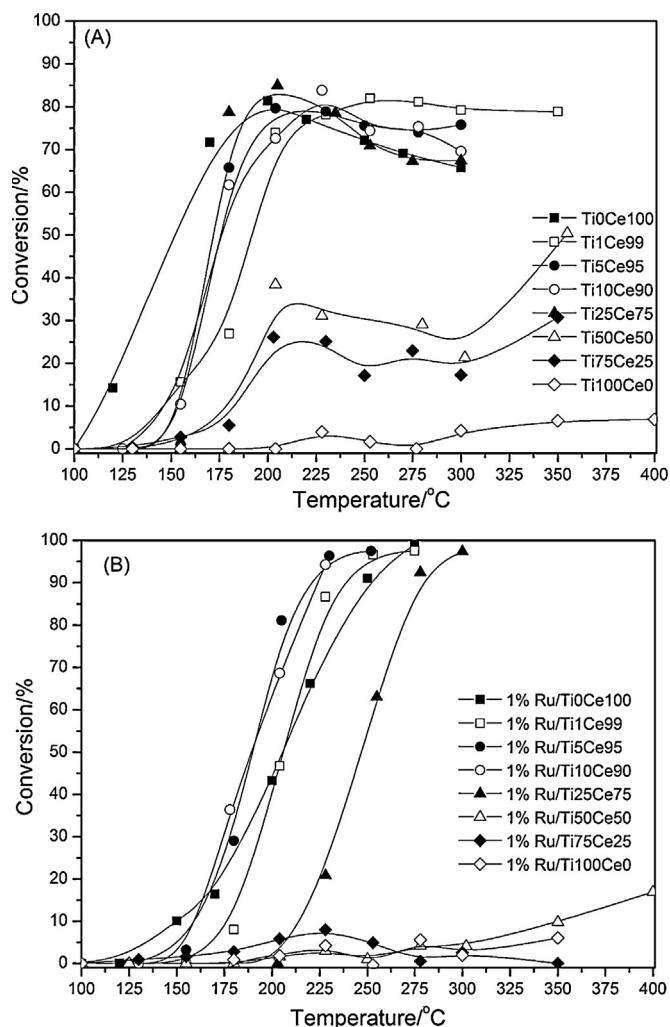 (A)
Conversion/%
100
90
80
70
60
50
40
30
20
10
0
Ti0Ce100
Ti1Ce99
Ti5Ce95
Ti10Ce90
Ti25Ce75
Ti50Ce50
Ti75Ce25
Ti100Ce0
100 125 150 175 200 225 250 275 300 325 350 375 400
Temperature/°C
(B)
Conversion/%
100
90
80
70
60
50
40
30
20
10
0
1% Ru/Ti0Ce100
1% Ru/Ti1Ce99
1% Ru/Ti5Ce95
1% Ru/Ti10Ce90
1% Ru/Ti25Ce75
1% Ru/Ti50Ce50
1% Ru/Ti75Ce25
1% Ru/Ti100Ce0
100 125 150 175 200 225 250 275 300 325 350 375 400
Temperature/°C